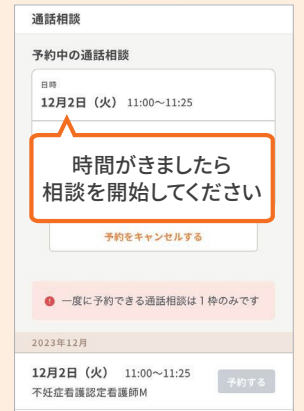 通話相談
予約中の通話相談
日時
12月2日（火） 11:00〜11:25
時間がきましたら
相談を開始してください
予約をキャンセルする
一度に予約できる通話相談は1枠のみです
2023年12月
12月2日（火） 11:00〜11:25
予約する
不妊症看護認定看護師M